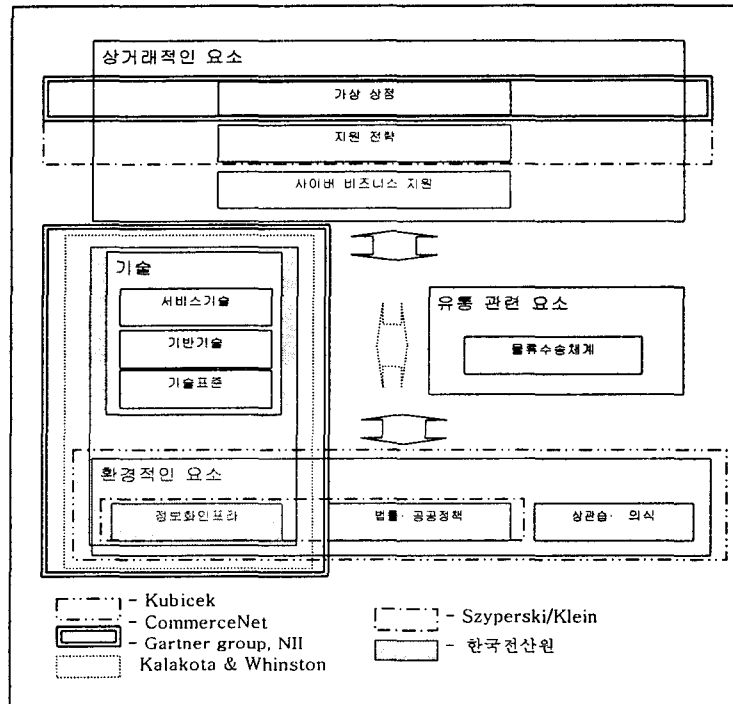 상거래적인 요소
가상 상점
지원 전략
사이버 비즈니스 지원
기술
서비스기술
기반기술
기술표준
유통 관련 요소
물류수송체계
환경적인 요소
정보화인프라
법률· 공공정책
상관습· 의식
- Kubicek
- CommerceNet
- Gartner group, NII
Kalakota & Whinston
- Szyperski/Klein
- 한국전산원